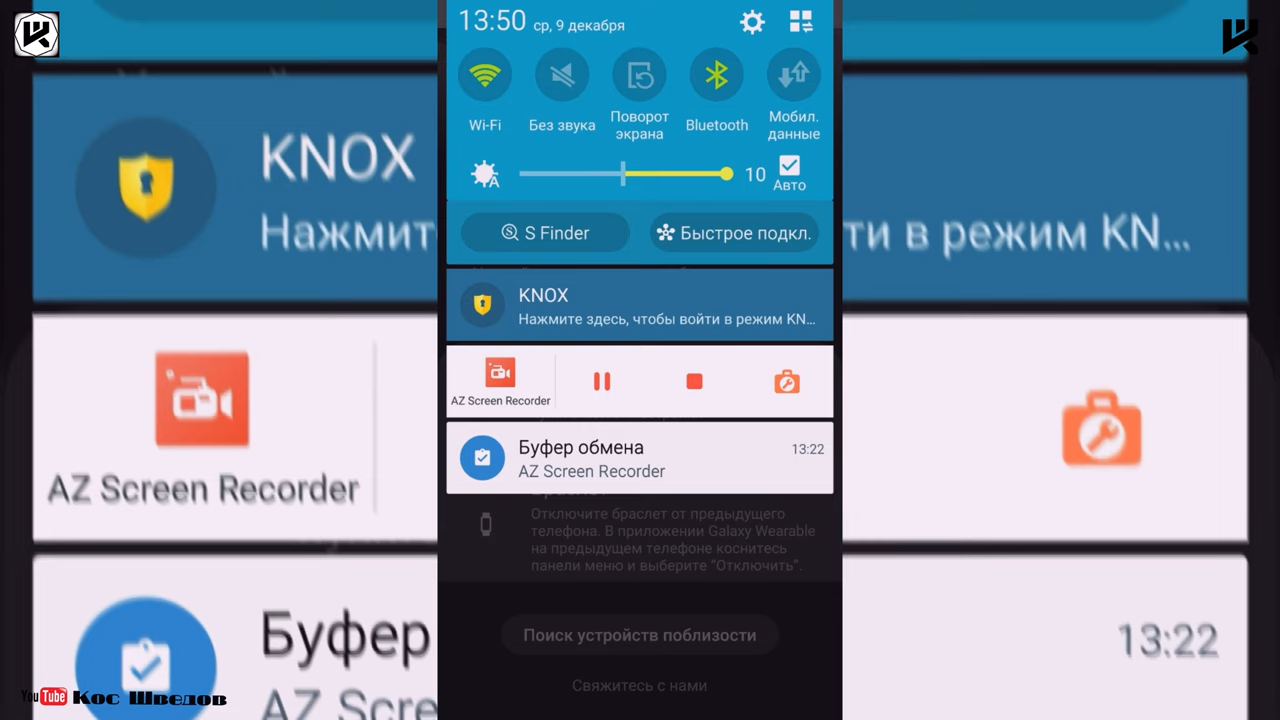 13:50 ср, 9 декабря
Wi-Fi
Без звука
Поворот
экрана
Bluetooth
Мобил.
данные
A
10
Авто
S Finder
Быстрое подкл.
KNOX
Нажмите здесь, чтобы войти в режим KN...
AZ Screen Recorder
Буфер обмена
13:22
AZ Screen Recorder
Отключите браслет от предыдущего
телефона. В приложении Galaxy Wearable
на предыдущем телефоне коснитесь
панели меню и выберите "Отключить".
Поиск устройств поблизости
Свяжитесь с нами
KNOX
Нажмит
ти в режим KN...
AZ Screen Recorder
Буфер
13:22
AZ Scre
YouTube Кос Шведов